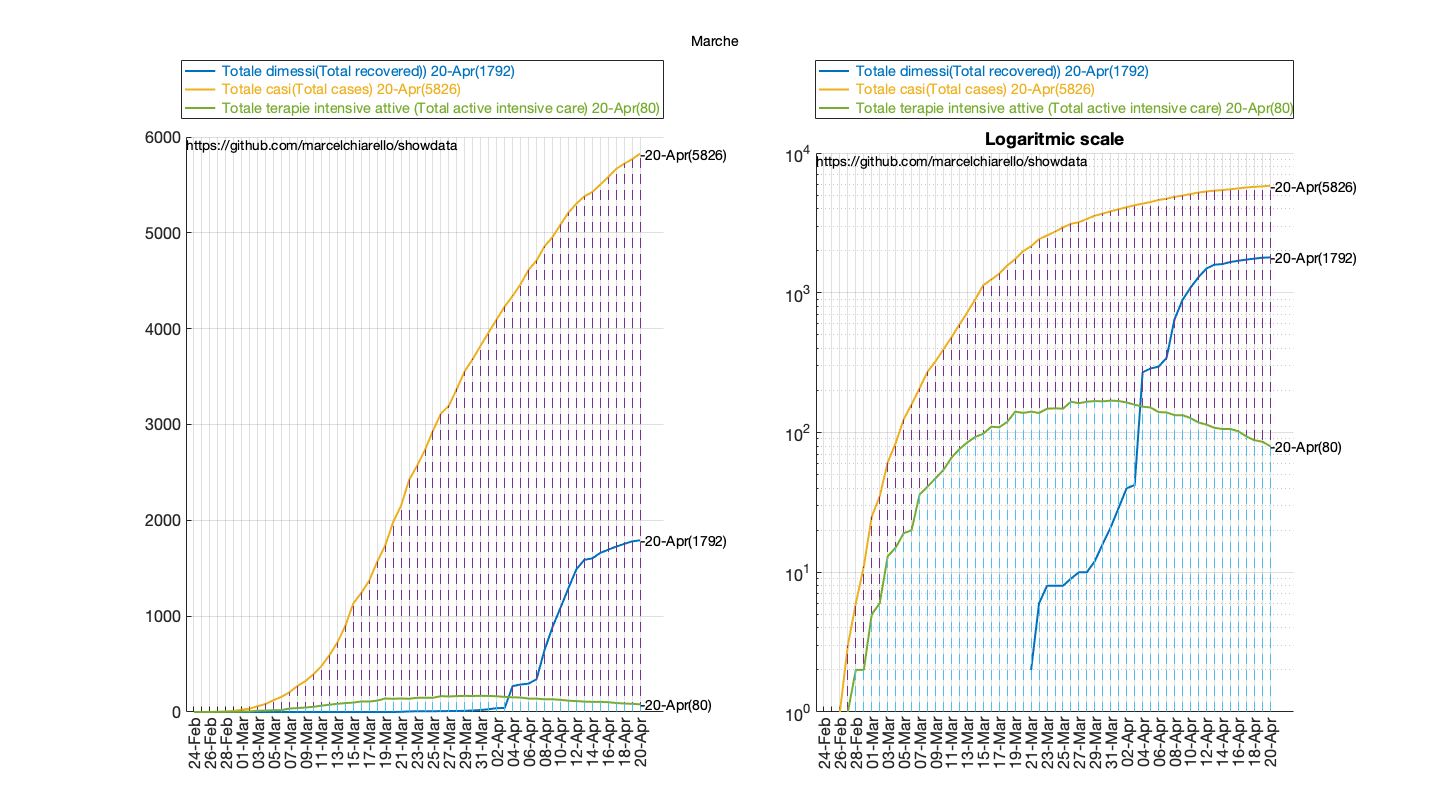 Marche
Totale dimessi(Total recovered)) 20-Apr(1792)
Totale casi(Total cases) 20-Apr(5826)
Totale terapie intensive attive (Total active intensive care) 20-Apr(80)
https://github.com/marcelchiarello/showdata
6000
5000
4000
3000
2000
1000
0
-20-Apr(5826)
-20-Apr(1792)
-20-Apr(80)
24-Feb
26-Feb
28-Feb
01-Mar
03-Mar
05-Mar
07-Mar
09-Mar
11-Mar
13-Mar
15-Mar
17-Mar
19-Mar
21-Mar
23-Mar
25-Mar
27-Mar
29-Mar
31-Mar
02-Apr
04-Apr
06-Apr
08-Apr
10-Apr
12-Apr
14-Apr
16-Apr
18-Apr
20-Apr
Totale dimessi(Total recovered)) 20-Apr(1792)
Totale casi(Total cases) 20-Apr(5826)
Totale terapie intensive attive (Total active intensive care) 20-Apr(80)
Logaritmic scale
https://github.com/marcelchiarello/showdata
10^4
10^3
10^2
10^1
10^0
-20-Apr(5826)
-20-Apr(1792)
-20-Apr(80)
24-Feb
26-Feb
28-Feb
01-Mar
03-Mar
05-Mar
07-Mar
09-Mar
11-Mar
13-Mar
15-Mar
17-Mar
19-Mar
21-Mar
23-Mar
25-Mar
27-Mar
29-Mar
31-Mar
02-Apr
04-Apr
06-Apr
08-Apr
10-Apr
12-Apr
14-Apr
16-Apr
18-Apr
20-Apr